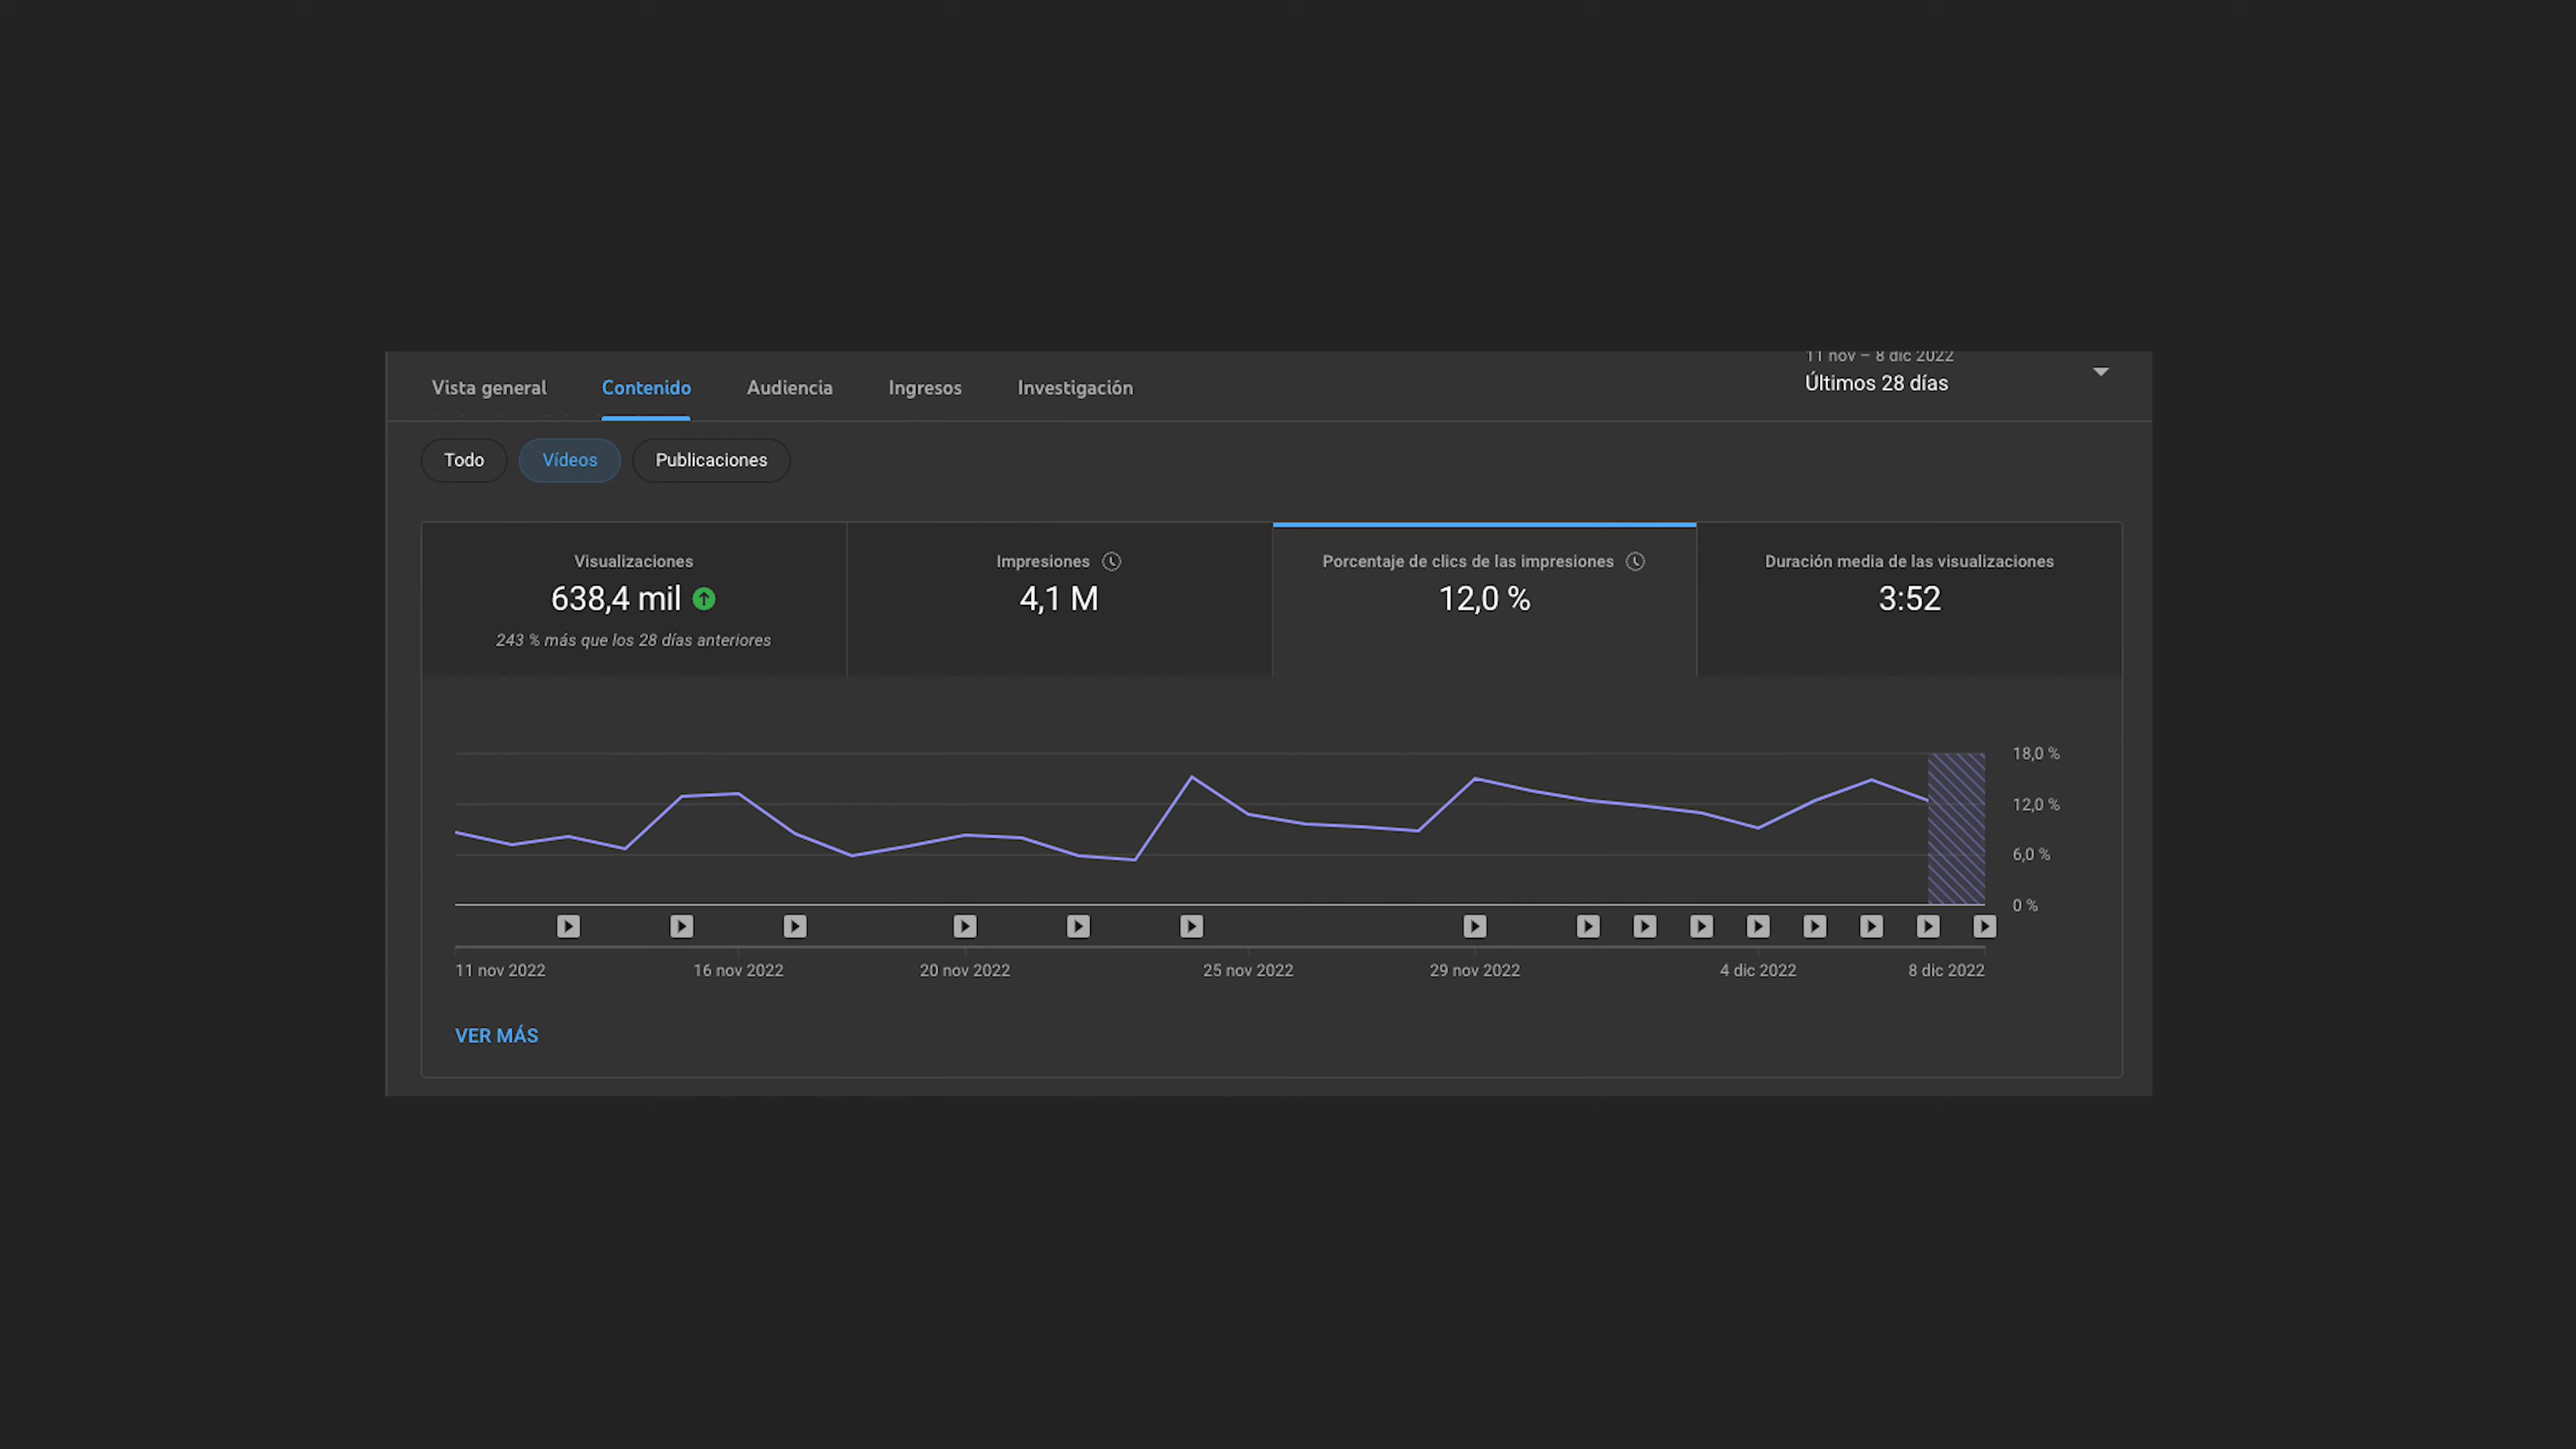 11 nov – 8 dic 2022
Vista general Contenido Audiencia Ingresos Investigación
Últimos 28 días
Todo Vídeos Publicaciones
Visualizaciones
638,4 mil
243 % más que los 28 días anteriores
Impresiones
4,1 M
Porcentaje de clics de las impresiones
12,0 %
Duración media de las visualizaciones
3:52
18,0 %
12,0 %
6,0 %
0 %
11 nov 2022 16 nov 2022 20 nov 2022 25 nov 2022 29 nov 2022 4 dic 2022 8 dic 2022
VER MÁS